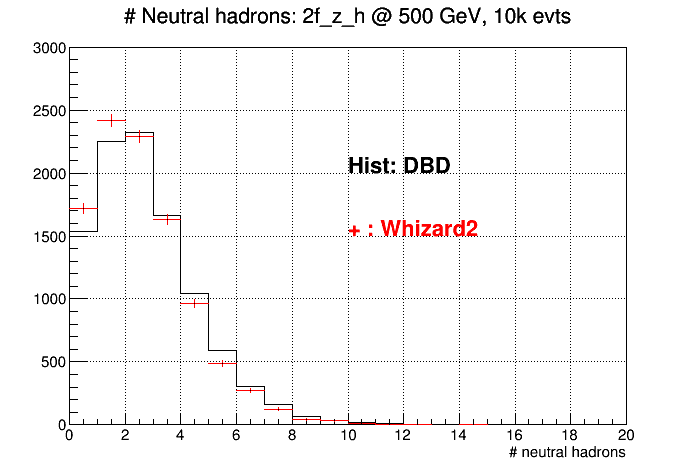 # Neutral hadrons: 2f_z_h @ 500 GeV, 10k evts
3000
2500
2000
1500
1000
500
0
Hist: DBD
+ : Whizard2
0 2 4 6 8 10 12 14 16 18 20
# neutral hadrons